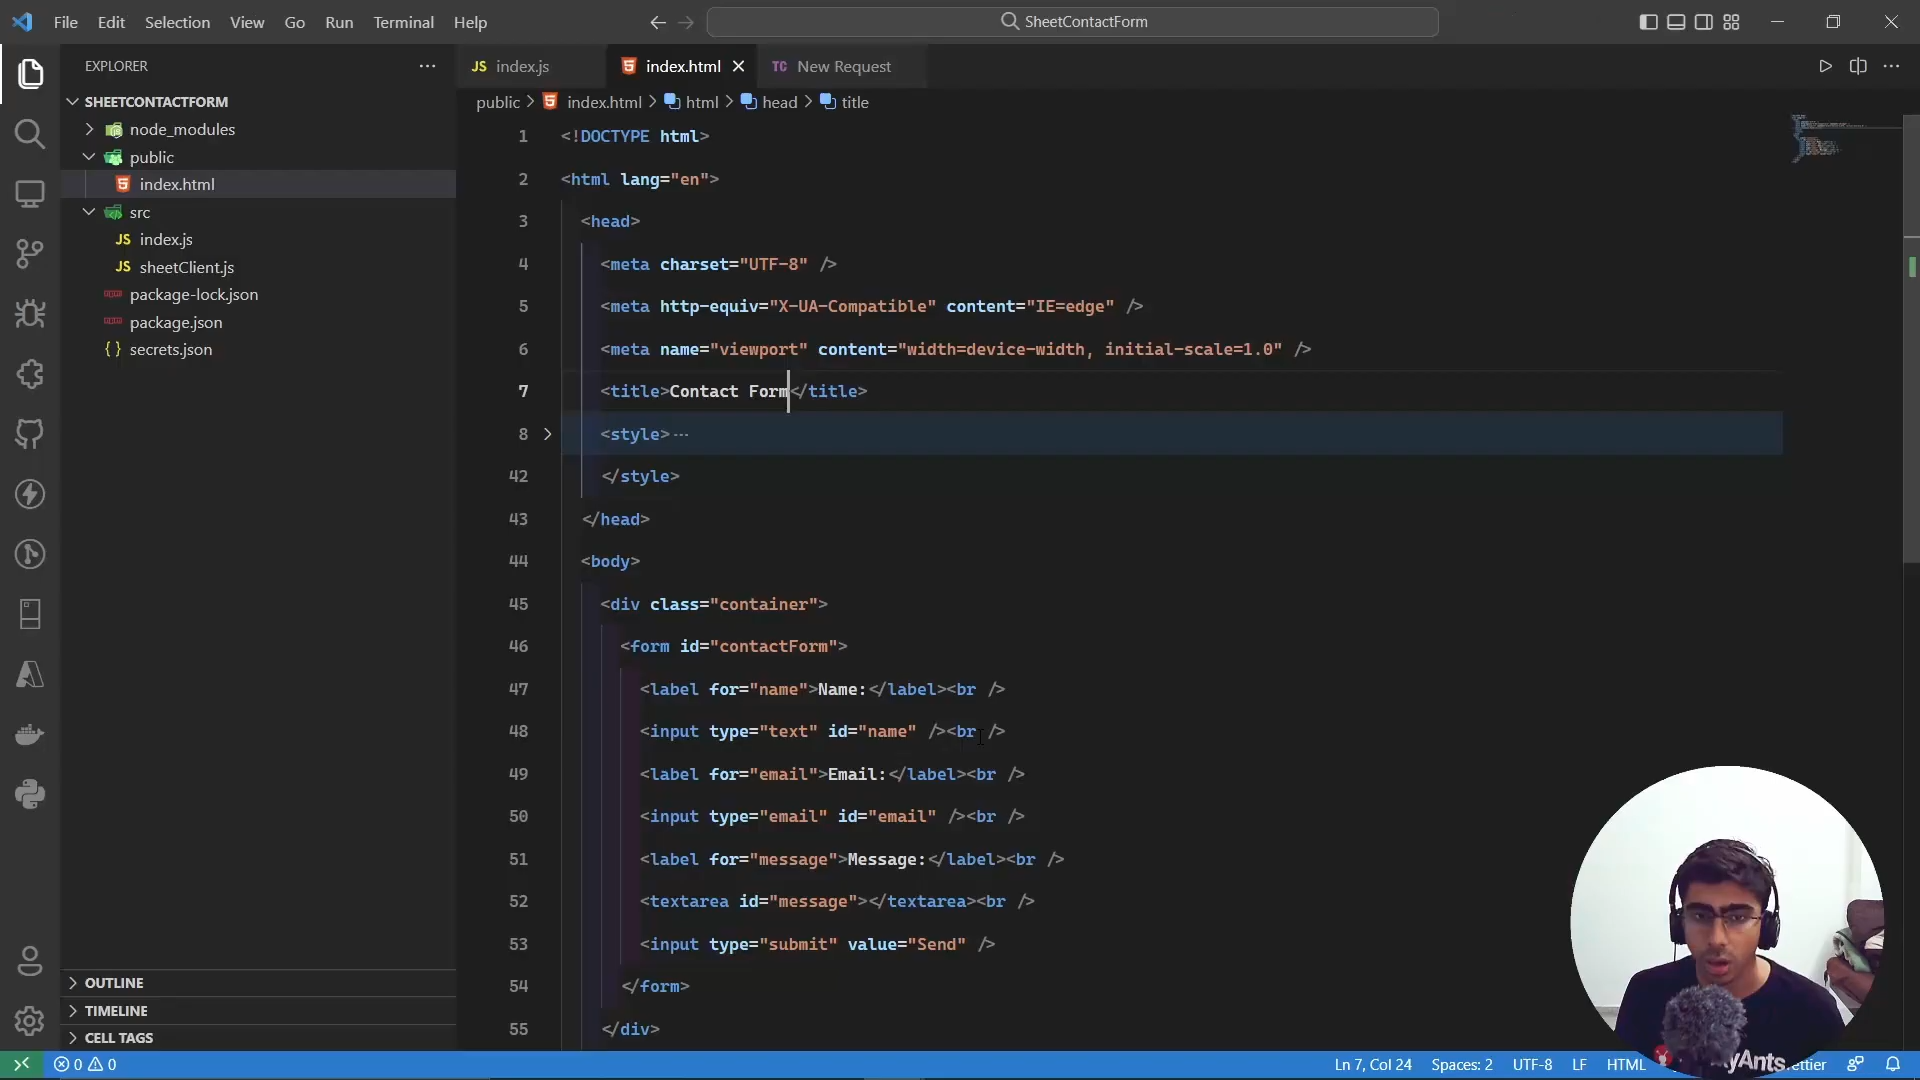 File Edit Selection View Go Run Terminal Help
SheetContactForm
EXPLORER
SHEETCONTACTFORM
node_modules
public
index.html
src
JS index.js
JS sheetClient.js
package-lock.json
package.json
{} secrets.json
OUTLINE
TIMELINE
CELL TAGS
JS index.js
index.html
TC New Request
public > index.html > html > head > title
1 <!DOCTYPE html>
2 <html lang="en">
3 <head>
4 <meta charset="UTF-8" />
5 <meta http-equiv="X-UA-Compatible" content="IE=edge" />
6 <meta name="viewport" content="width=device-width, initial-scale=1.0" />
7 <title>Contact Form</title>
8 <style>...
42 </style>
43 </head>
44 <body>
45 <div class="container">
46 <form id="contactForm">
47 <label for="name">Name:</label><br />
48 <input type="text" id="name" /><br />
49 <label for="email">Email:</label><br />
50 <input type="email" id="email" /><br />
51 <label for="message">Message:</label><br />
52 <textarea id="message"></textarea><br />
53 <input type="submit" value="Send" />
54 </form>
55 </div>
0 0
Ln 7, Col 24 Spaces: 2 UTF-8 LF HTML